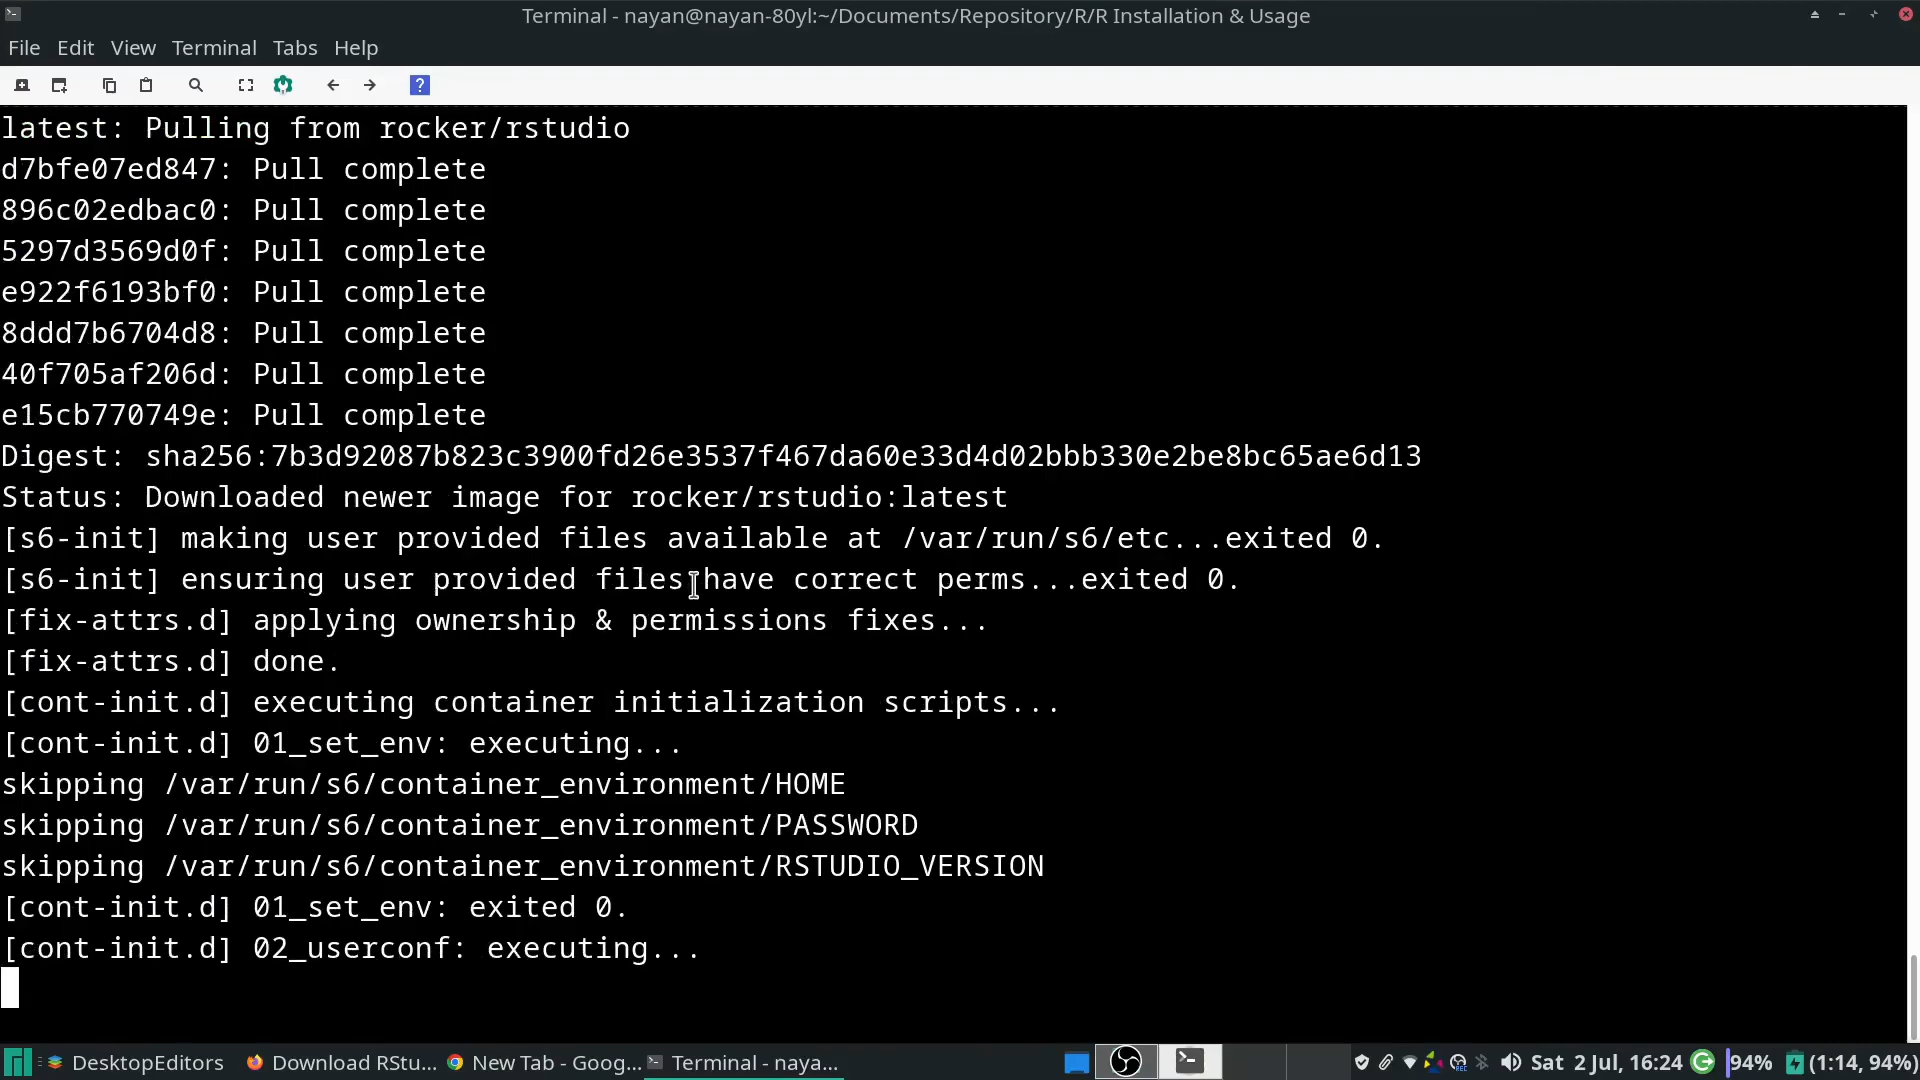 Terminal - nayan@nayan-80yl:~/Documents/Repository/R/R Installation & Usage
File Edit View Terminal Tabs Help
?
latest: Pulling from rocker/rstudio
d7bfe07ed847: Pull complete
896c02edbac0: Pull complete
5297d3569d0f: Pull complete
e922f6193bf0: Pull complete
8ddd7b6704d8: Pull complete
40f705af206d: Pull complete
e15cb770749e: Pull complete
Digest: sha256:7b3d92087b823c3900fd26e3537f467da60e33d4d02bbb330e2be8bc65ae6d13
Status: Downloaded newer image for rocker/rstudio:latest
[s6-init] making user provided files available at /var/run/s6/etc...exited 0.
[s6-init] ensuring user provided files have correct perms...exited 0.
[fix-attrs.d] applying ownership & permissions fixes...
[fix-attrs.d] done.
[cont-init.d] executing container initialization scripts...
[cont-init.d] 01_set_env: executing...
skipping /var/run/s6/container_environment/HOME
skipping /var/run/s6/container_environment/PASSWORD
skipping /var/run/s6/container_environment/RSTUDIO_VERSION
[cont-init.d] 01_set_env: exited 0.
[cont-init.d] 02_userconf: executing...
DesktopEditors Download RStu... New Tab - Goog... Terminal - naya... Sat 2 Jul, 16:24 94% (1:14, 94%)